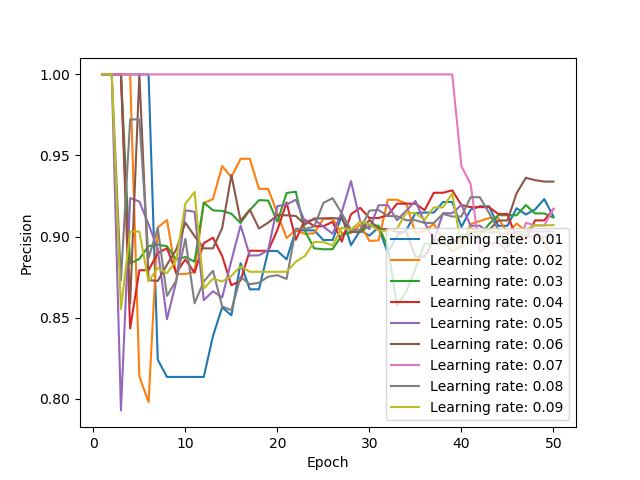 1.00
0.95
0.90
0.85
0.80
Precision
0
10
20
30
40
50
Epoch
Learning rate: 0.01
Learning rate: 0.02
Learning rate: 0.03
Learning rate: 0.04
Learning rate: 0.05
Learning rate: 0.06
Learning rate: 0.07
Learning rate: 0.08
Learning rate: 0.09